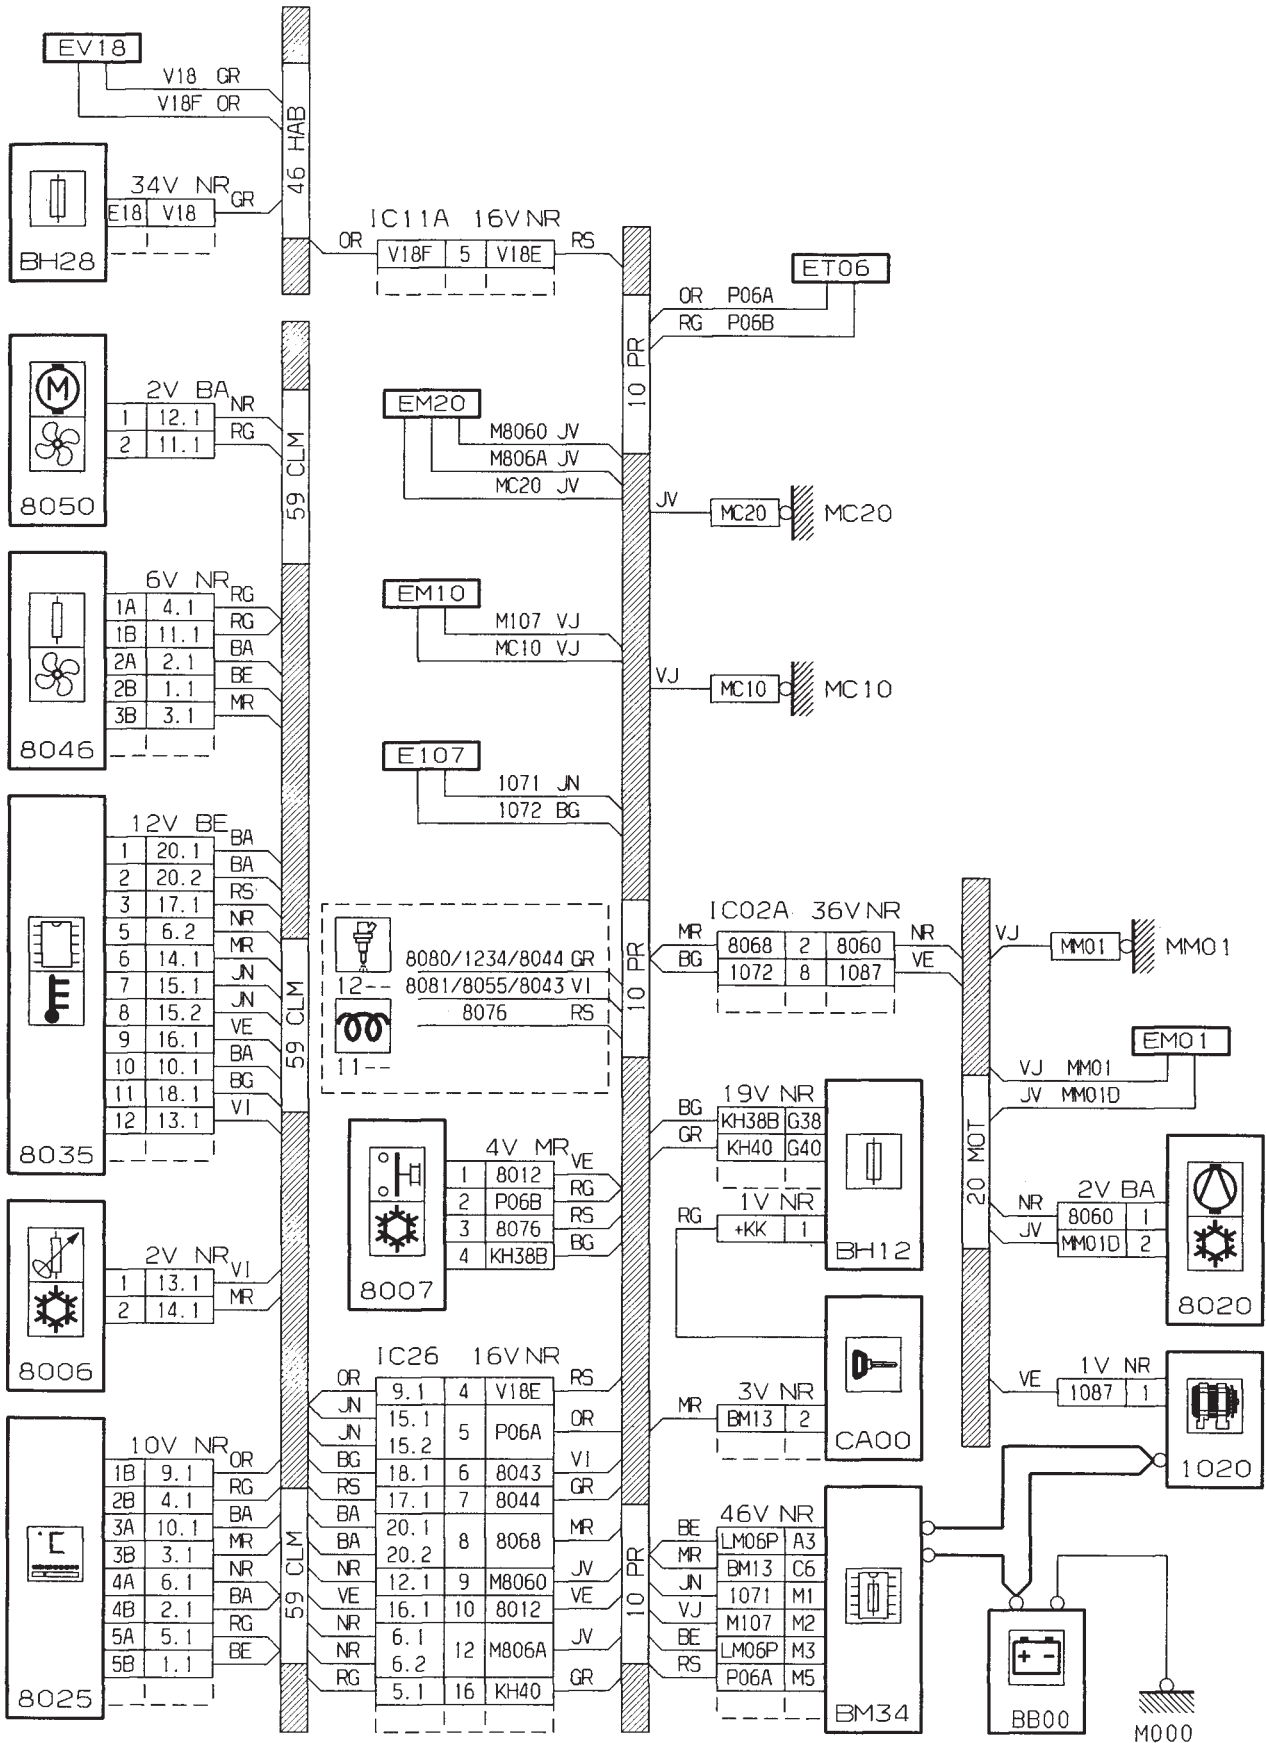 EV18
V18 GR
V18F OR
46 HAB
34V NR
GR
E18 V18
BH28
IC11A 16V NR
OR V18F 5 V18E RS
ET06
OR P06A
RG P06B
10 PR
2V BA
1 12.1 NR
2 11.1 RG
8050
M
59 CLM
EM20
M8060 JV
M806A JV
MC20 JV
JV MC20 MC20
6V NR
1A 4.1 RG
1B 11.1 RG
2A 2.1 BA
2B 1.1 BE
3B 3.1 MR
8046
EM10
M107 VJ
MC10 VJ
VJ MC10 MC10
E107
1071 JN
1072 BG
12V BE
1 20.1 BA
2 20.2 BA
3 17.1 RS
5 6.2 NR
6 14.1 MR
7 15.1 JN
8 15.2 JN
9 16.1 VE
10 10.1 BA
11 18.1 BG
12 13.1 VI
8035
59 CLM
8080/1234/8044 GR
12-- 8081/8055/8043 VI
8076 RS
11--
10 PR
IC02A 36V NR
MR 8068 2 8060 NR
BG 1072 8 1087 VE
VJ MM01 MM01
EM01
VJ MM01
JV MM01D
20 MOT
19V NR
BG KH38B G38
GR KH40 G40
1V NR
RG +KK 1
BH12
4V MR
1 8012 VE
2 P06B RG
3 8076 RS
4 KH38B BG
8007
2V BA
NR 8060 1
JV MM01D 2
8020
2V NR
1 13.1 VI
2 14.1 MR
8006
IC26 16V NR
OR 9.1 4 V18E RS
JN 15.1
JN 15.2
5 P06A OR
BG 18.1 6 8043 VI
RS 17.1 7 8044 GR
BA 20.1
BA 20.2
8 8068 MR
NR 12.1 9 M8060 JV
VE 16.1 10 8012 VE
NR 6.1
NR 6.2
12 M806A JV
RG 5.1 16 KH40 GR
3V NR
MR BM13 2
CA00
1V NR
VE 1087 1
1020
10V NR
1B 9.1 OR
2B 4.1 RG
3A 10.1 BA
3B 3.1 MR
4A 6.1 NR
4B 2.1 BA
5A 5.1 RG
5B 1.1 BE
°C
8025
59 CLM
10 PR
46V NR
BE LM06P A3
MR BM13 C6
JN 1071 M1
VJ M107 M2
BE LM06P M3
RS P06A M5
BM34
+ -
BB00
M000